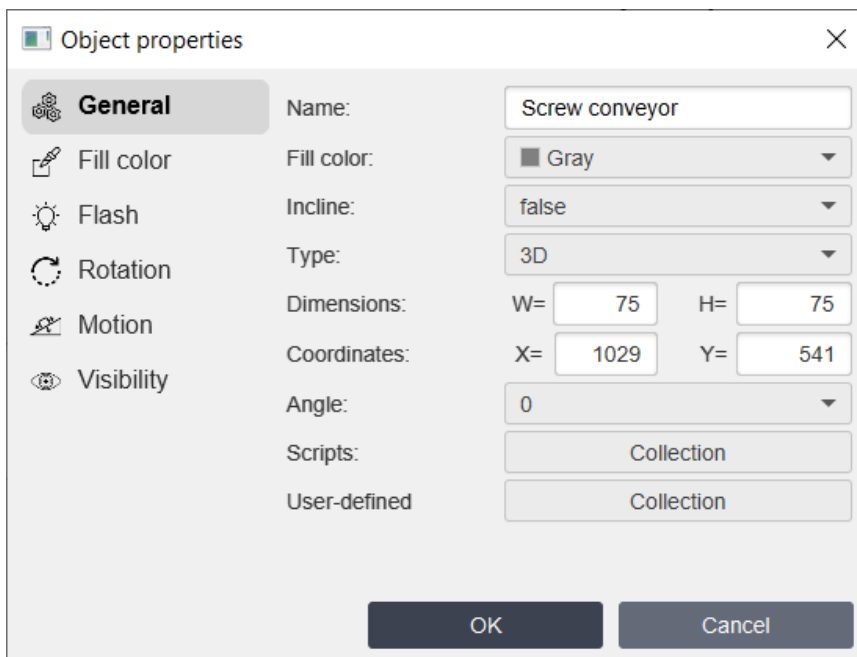 Object properties
General
Fill color
Flash
Rotation
Motion
Visibility
Name: Screw conveyor
Fill color: Gray
Incline: false
Type: 3D
Dimensions: W= 75 H= 75
Coordinates: X= 1029 Y= 541
Angle: 0
Scripts: Collection
User-defined Collection
OK Cancel